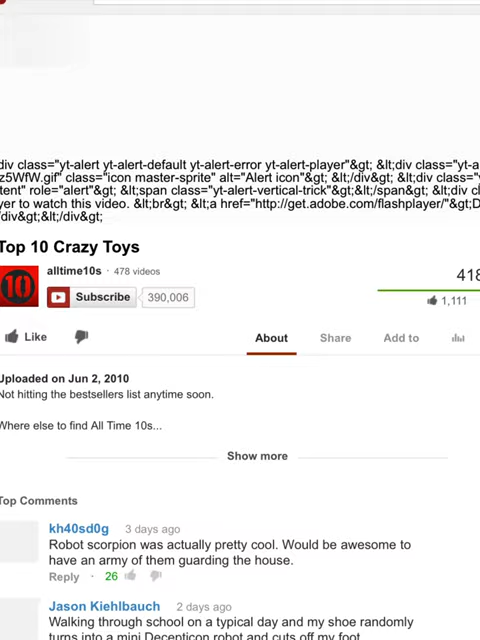 div class="yt-alert yt-alert-default yt-alert-error yt-alert-player"&gt; &lt;div class="yt-a
z5WfW.gif" class="icon master-sprite" alt="Alert icon"&gt; &lt;/div&gt; &lt;div class="
tent" role="alert"&gt; &lt;span class="yt-alert-vertical-trick"&gt;&lt;/span&gt; &lt;div cl
yer to watch this video. &lt;br&gt; &lt;a href="http://get.adobe.com/flashplayer/"&gt;D
/div&gt;&lt;/div&gt;
Top 10 Crazy Toys
10
alltime10s · 478 videos
Subscribe 390,006
418
1,111
Like
About Share Add to
Uploaded on Jun 2, 2010
Not hitting the bestsellers list anytime soon.
Where else to find All Time 10s...
Show more
Top Comments
kh40sd0g 3 days ago
Robot scorpion was actually pretty cool. Would be awesome to
have an army of them guarding the house.
Reply · 26
Jason Kiehlbauch 2 days ago
Walking through school on a typical day and my shoe randomly
turns into a mini Decepticon robot and cuts off my foot